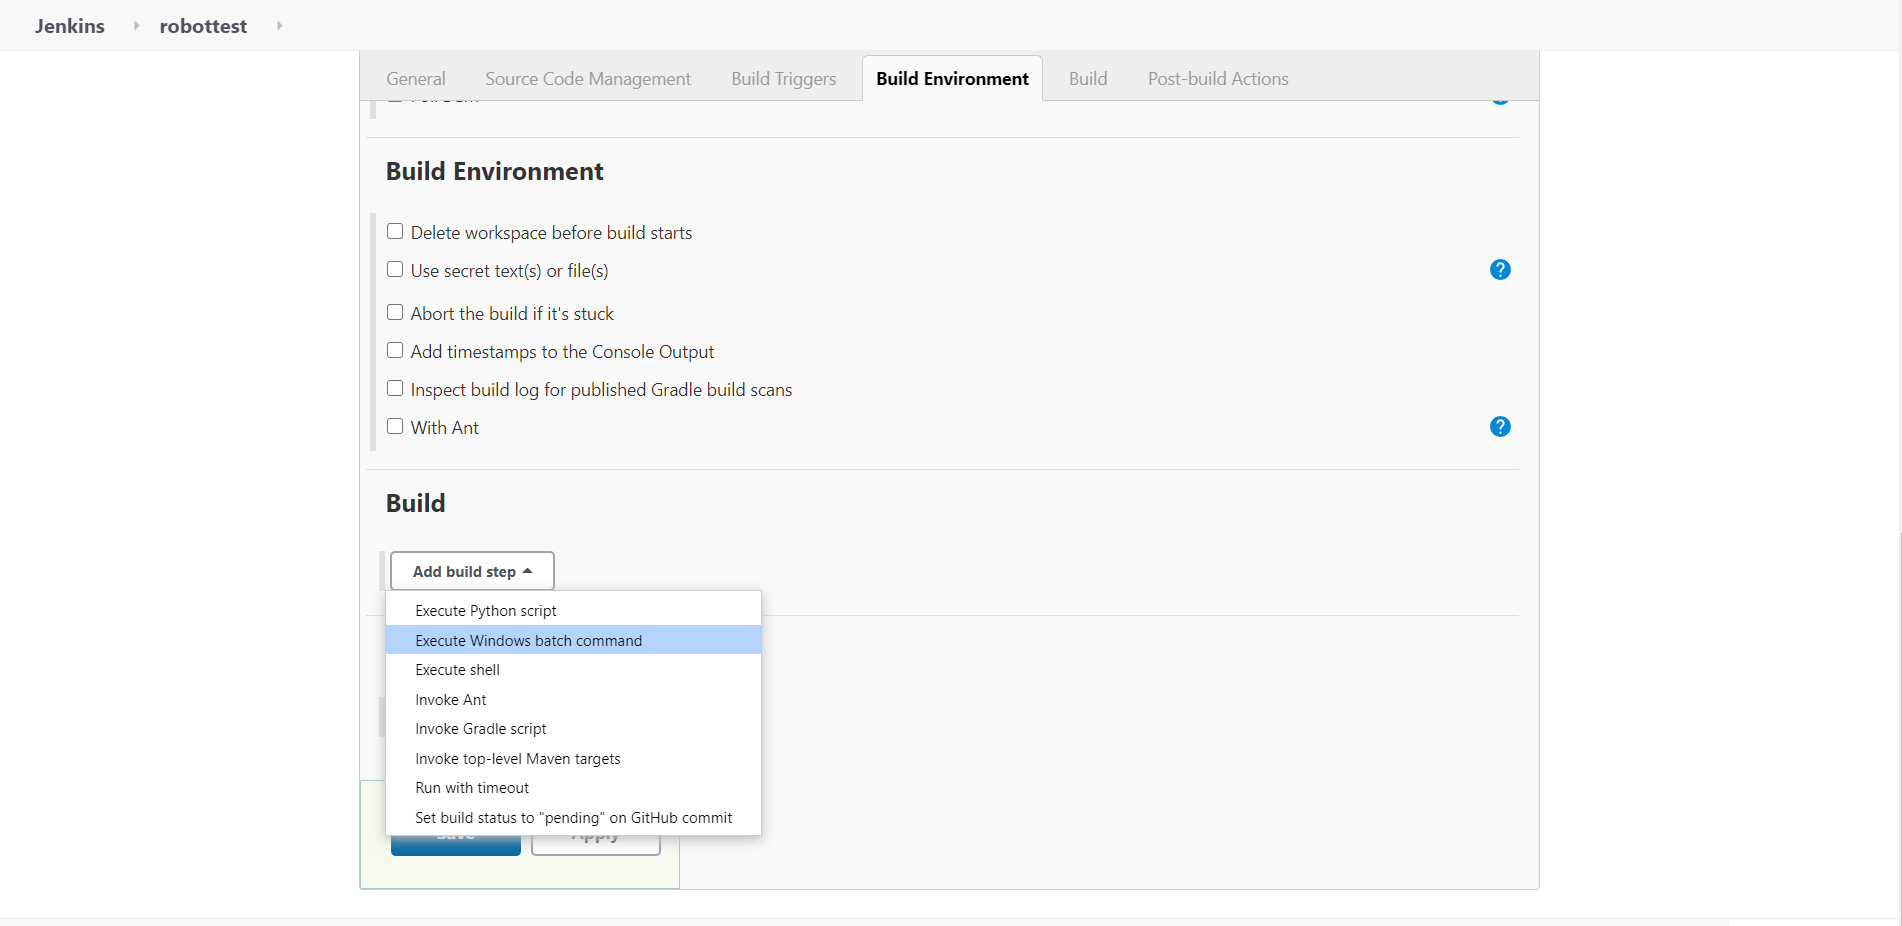 Jenkins robottest
General Source Code Management Build Triggers Build Environment Build Post-build Actions
Build Environment
Delete workspace before build starts
Use secret text(s) or file(s) ?
Abort the build if it's stuck
Add timestamps to the Console Output
Inspect build log for published Gradle build scans
With Ant ?
Build
Add build step
Execute Python script
Execute Windows batch command
Execute shell
Invoke Ant
Invoke Gradle script
Invoke top-level Maven targets
Run with timeout
Set build status to "pending" on GitHub commit
Save Apply